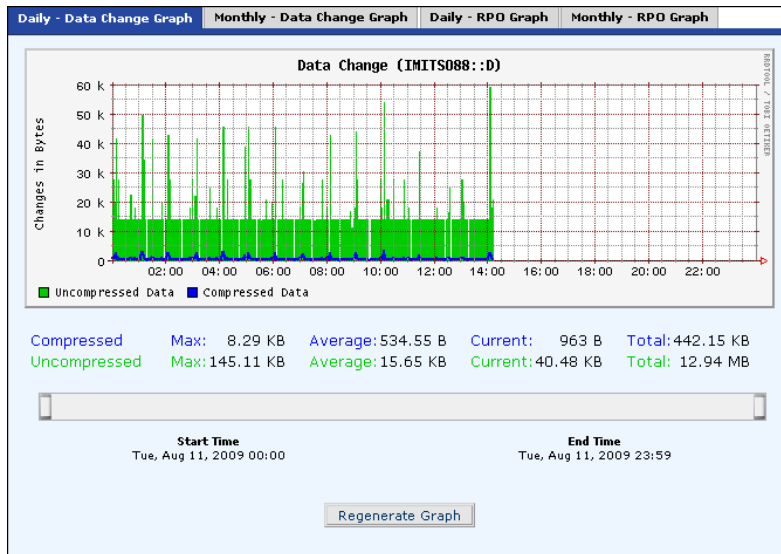 Daily - Data Change Graph Monthly - Data Change Graph Daily - RPO Graph Monthly - RPO Graph
Data Change (IMITS088::D)
RRDTOOL / TOBI OETIKER
Changes in Bytes
60 k
50 k
40 k
30 k
20 k
10 k
0
02:00 04:00 06:00 08:00 10:00 12:00 14:00 16:00 18:00 20:00 22:00
Uncompressed Data Compressed Data
Compressed Max: 8.29 KB Average: 534.55 B Current: 963 B Total: 442.15 KB
Uncompressed Max: 145.11 KB Average: 15.65 KB Current: 40.48 KB Total: 12.94 MB
Start Time End Time
Tue, Aug 11, 2009 00:00 Tue, Aug 11, 2009 23:59
Regenerate Graph